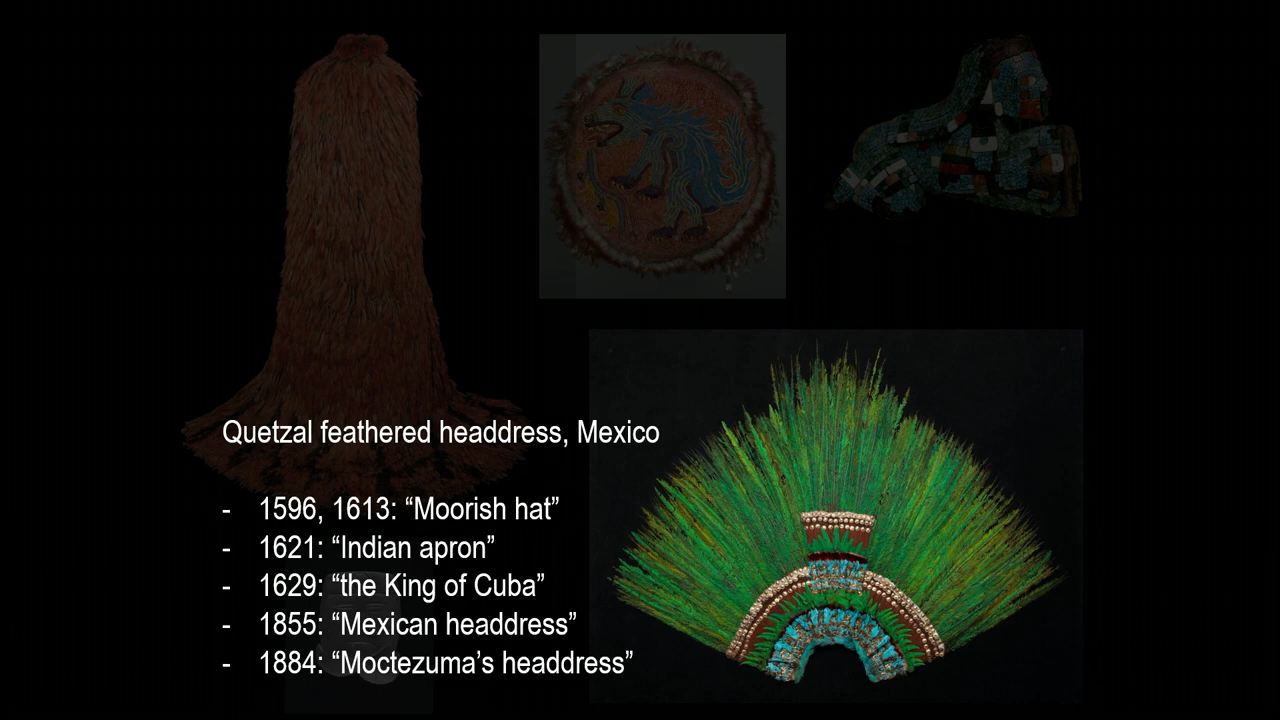 Quetzal feathered headdress, Mexico
- 1596, 1613: “Moorish hat”
- 1621: “Indian apron”
- 1629: “the King of Cuba”
- 1855: “Mexican headdress”
- 1884: “Moctezuma’s headdress”